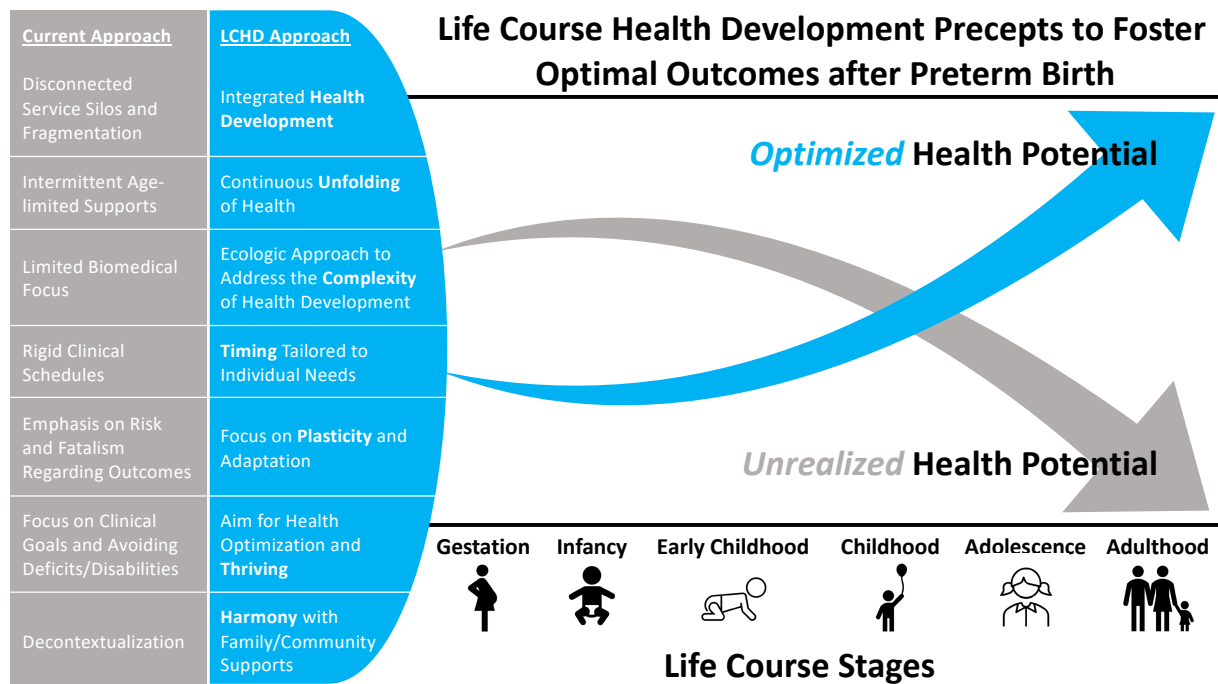 Life Course Health Development Precepts to Foster
Optimal Outcomes after Preterm Birth
Current Approach
LCHD Approach
Disconnected
Service Silos and
Fragmentation
Integrated Health
Development
Intermittent Age-
limited Supports
Continuous Unfolding
of Health
Limited Biomedical
Focus
Ecologic Approach to
Address the Complexity
of Health Development
Rigid Clinical
Schedules
Timing Tailored to
Individual Needs
Emphasis on Risk
and Fatalism
Regarding Outcomes
Focus on Plasticity and
Adaptation
Focus on Clinical
Goals and Avoiding
Deficits/Disabilities
Aim for Health
Optimization and
Thriving
Decontextualization
Harmony with
Family/Community
Supports
Optimized Health Potential
Unrealized Health Potential
Gestation
Infancy
Early Childhood
Childhood
Adolescence
Adulthood
Life Course Stages